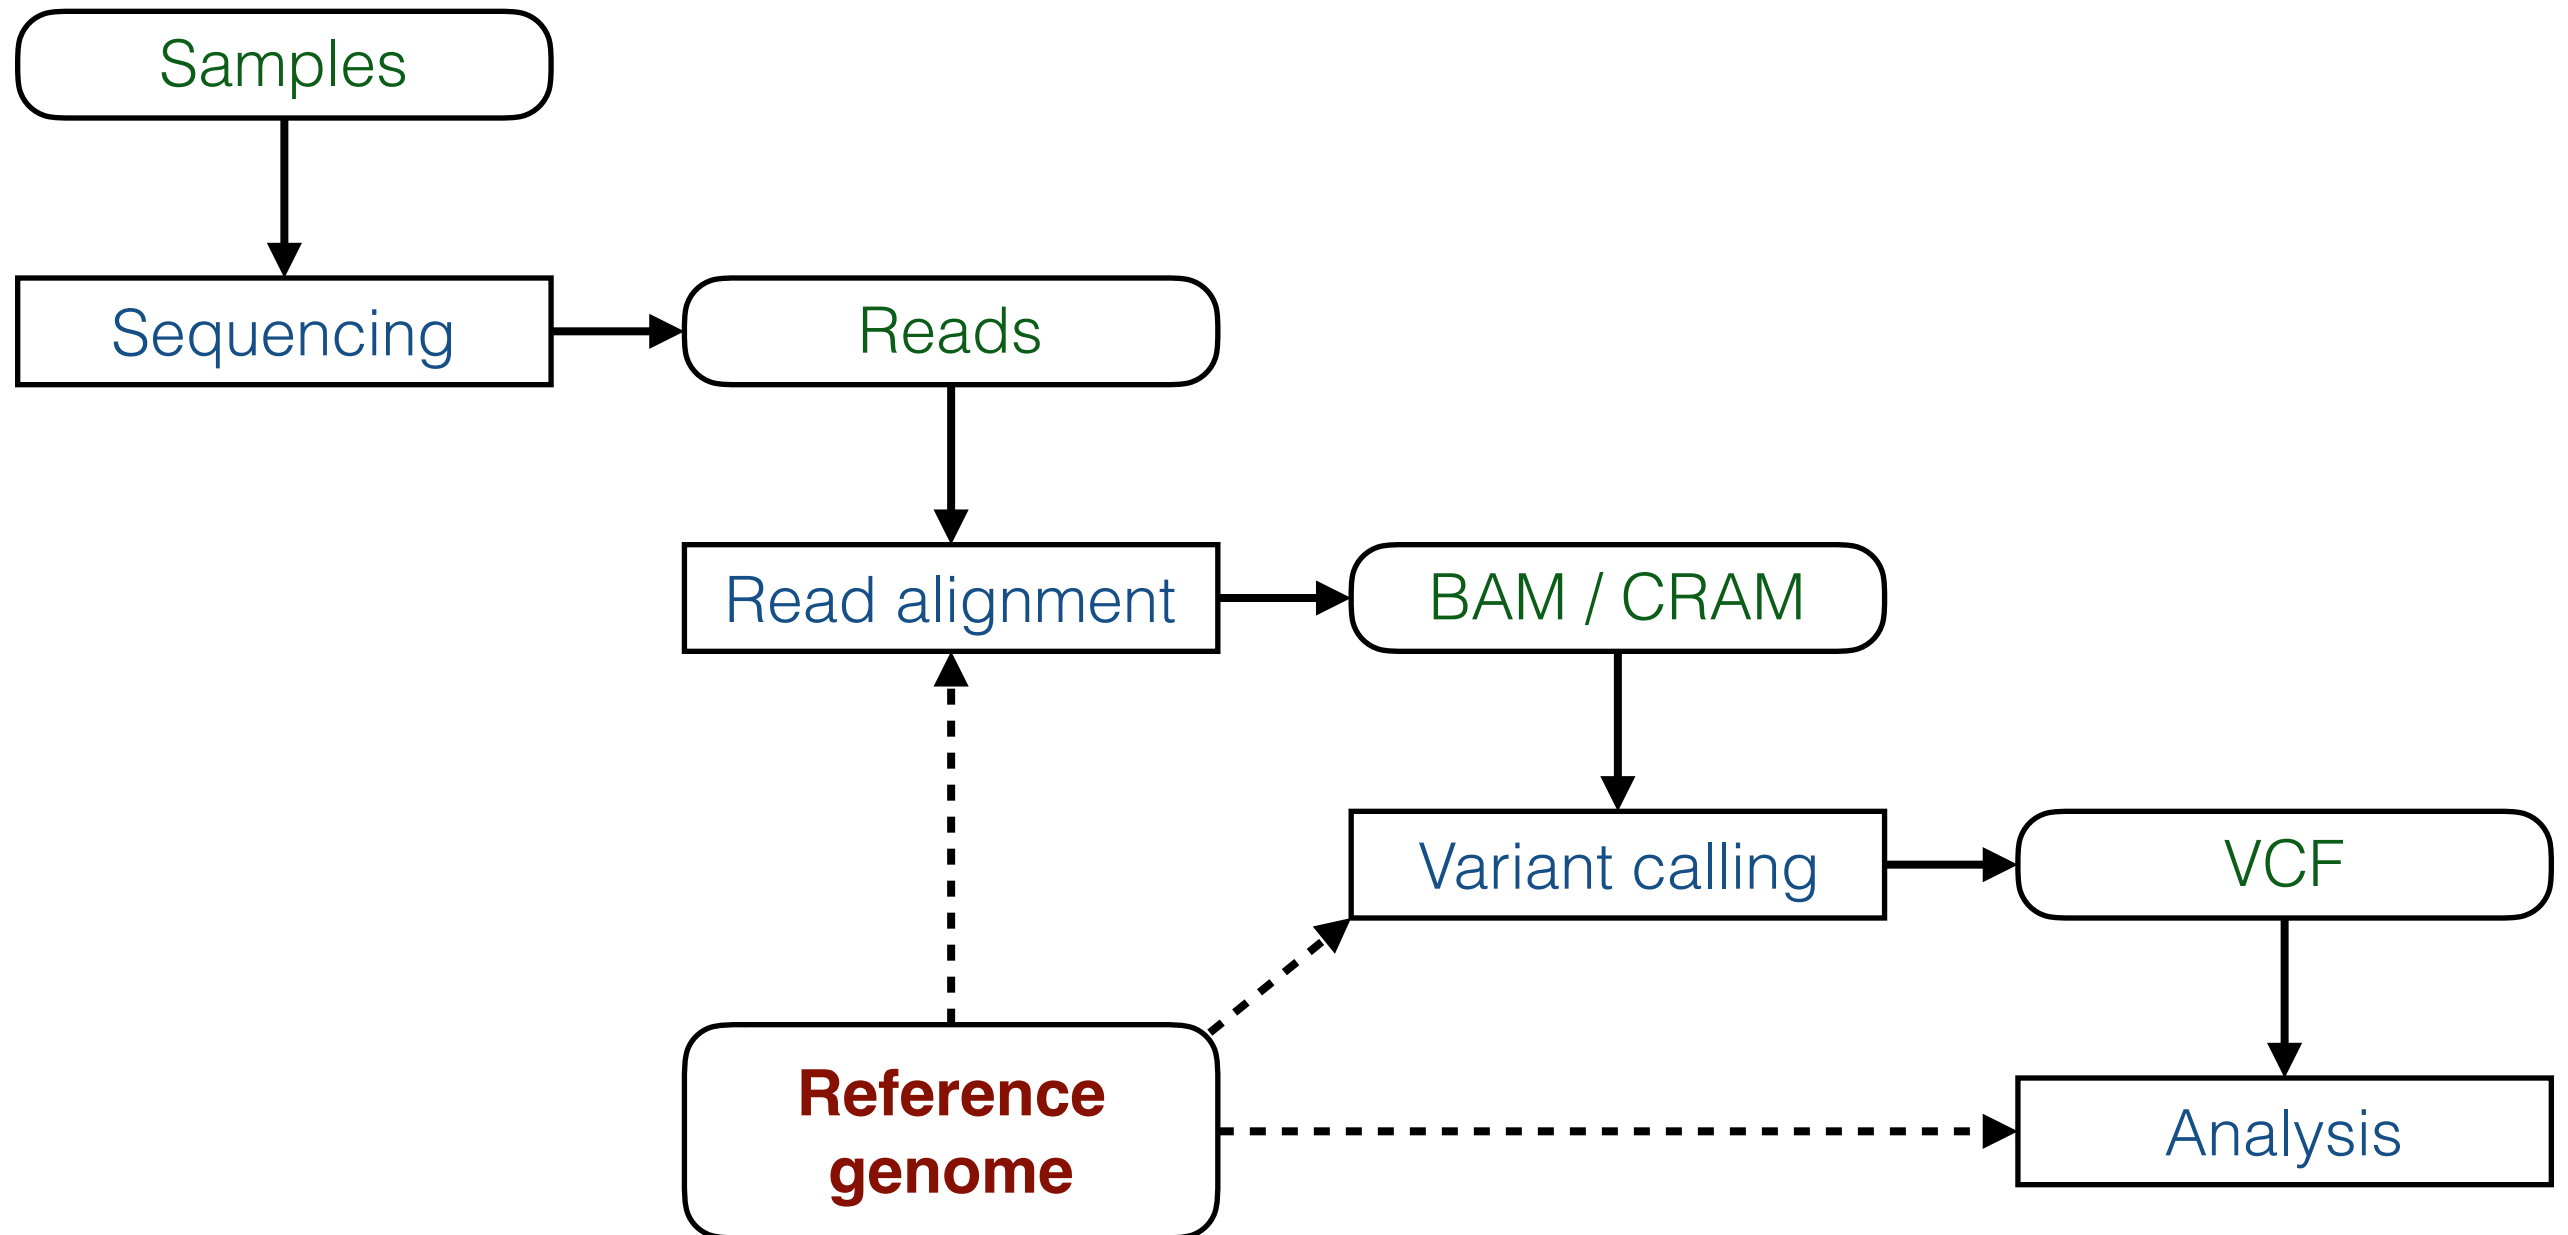 Samples
Sequencing
Reads
Read alignment
BAM / CRAM
Variant calling
VCF
Reference
genome
Analysis